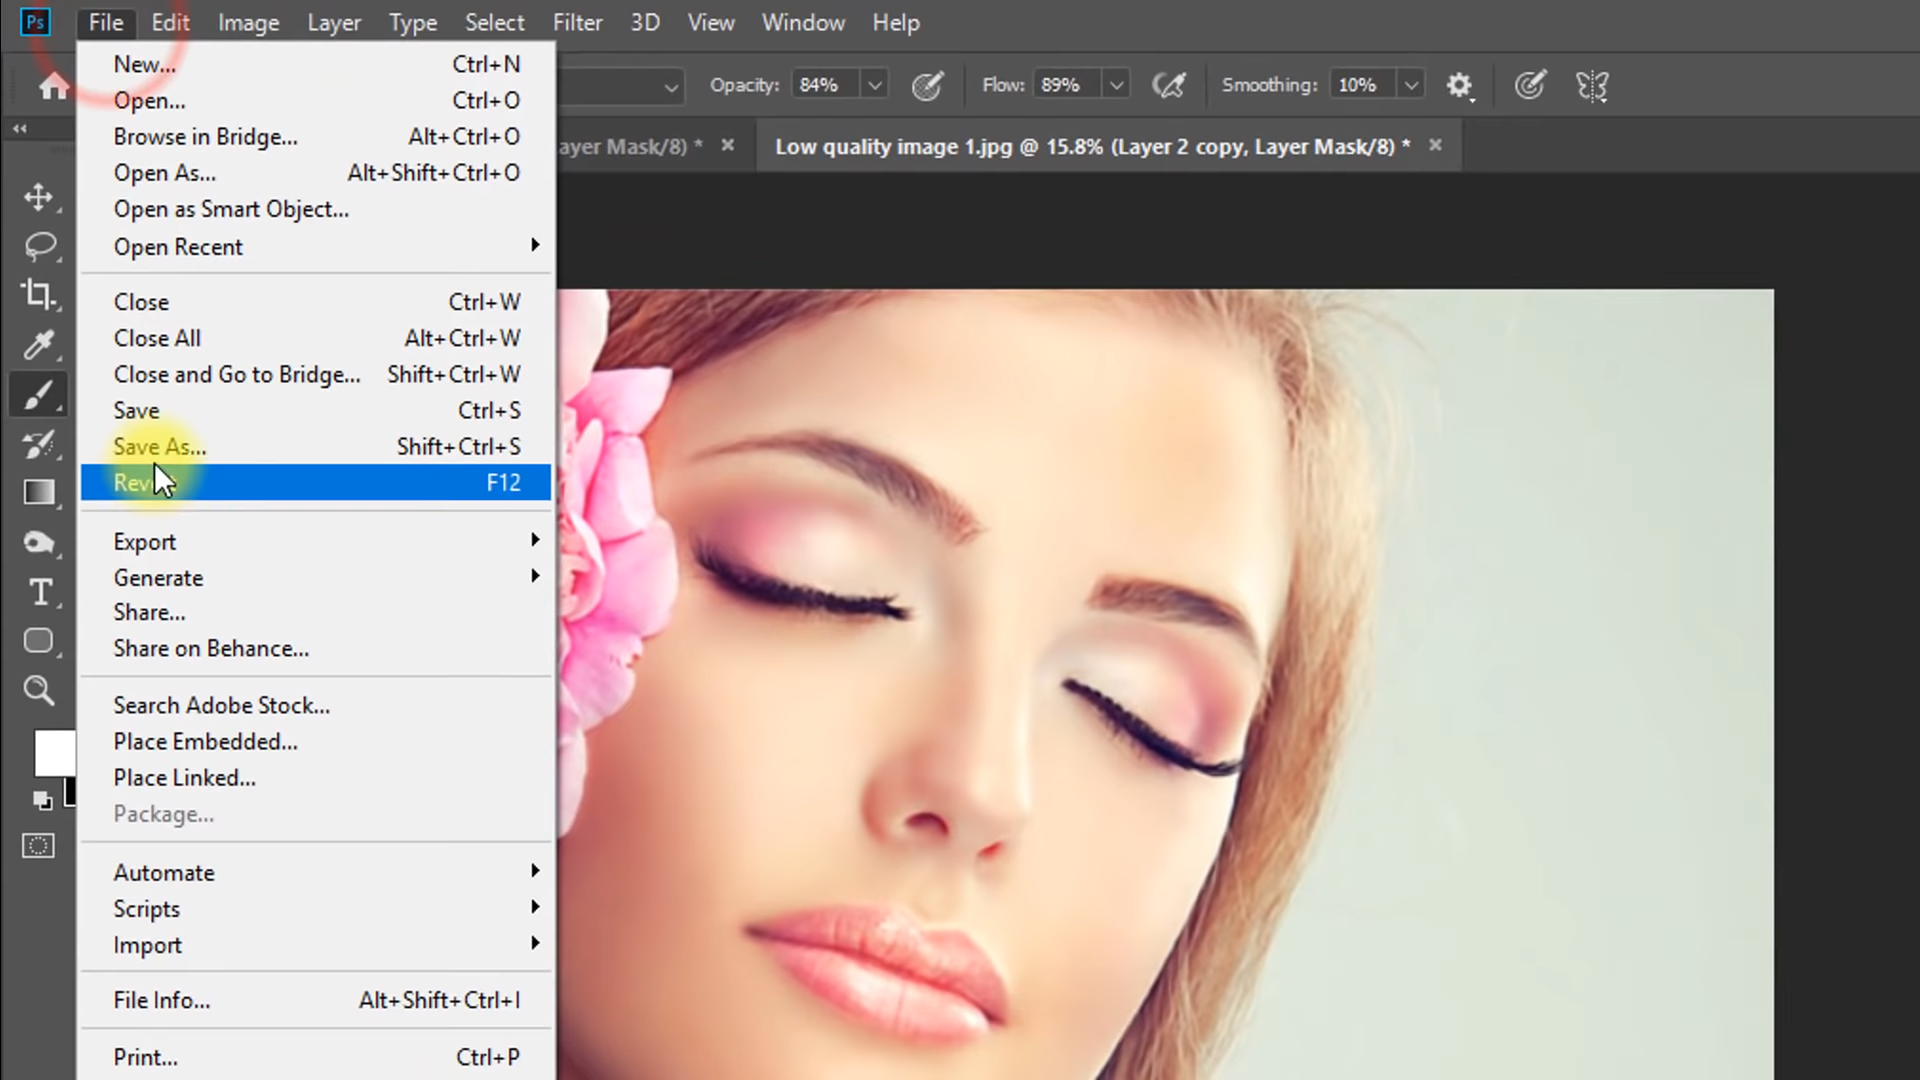 Ps File Edit Image Layer Type Select Filter 3D View Window Help
Opacity: 84% Flow: 89% Smoothing: 10%
ayer Mask/8) * × Low quality image 1.jpg @ 15.8% (Layer 2 copy, Layer Mask/8) * ×
New... Ctrl+N
Open... Ctrl+O
Browse in Bridge... Alt+Ctrl+O
Open As... Alt+Shift+Ctrl+O
Open as Smart Object...
Open Recent
Close Ctrl+W
Close All Alt+Ctrl+W
Close and Go to Bridge... Shift+Ctrl+W
Save Ctrl+S
Save As... Shift+Ctrl+S
F12
Export
Generate
Share...
Share on Behance...
Search Adobe Stock...
Place Embedded...
Place Linked...
Package...
Automate
Scripts
Import
File Info... Alt+Shift+Ctrl+I
Print... Ctrl+P